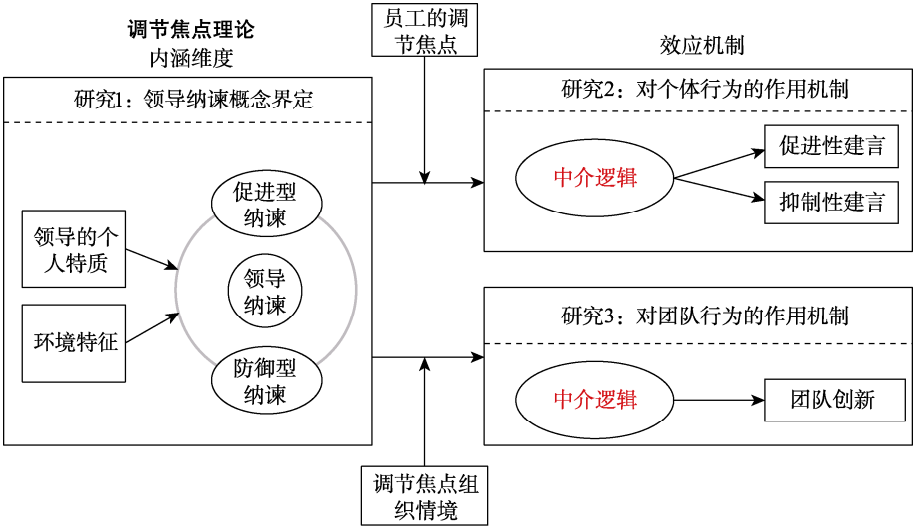 调节焦点理论
内涵维度
员工的调
节焦点
效应机制
研究1：领导纳谏概念界定
领导的个
人特质
环境特征
促进型
纳谏
领导
纳谏
防御型
纳谏
研究2：对个体行为的作用机制
中介逻辑
促进性建言
抑制性建言
研究3：对团队行为的作用机制
中介逻辑
团队创新
调节焦点组
织情境